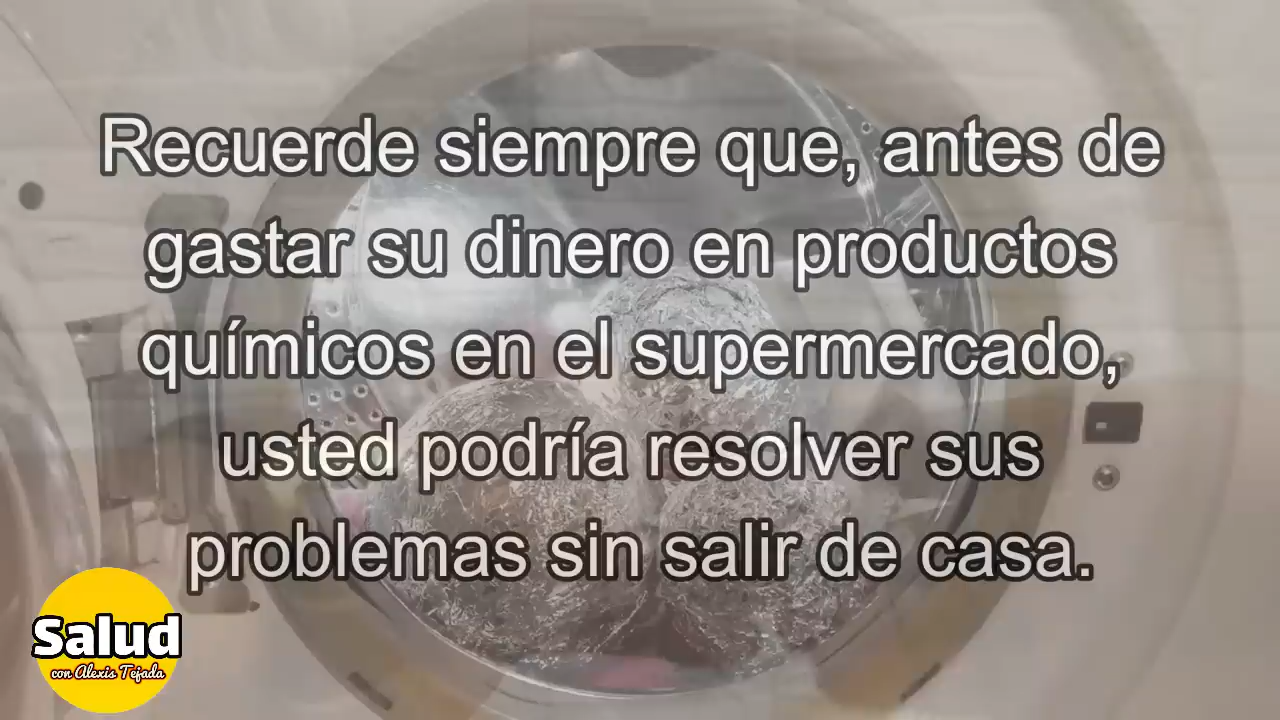 Recuerde siempre que, antes de
gastar su dinero en productos
químicos en el supermercado,
usted podría resolver sus
problemas sin salir de casa.
Salud
con Alexis Tejada